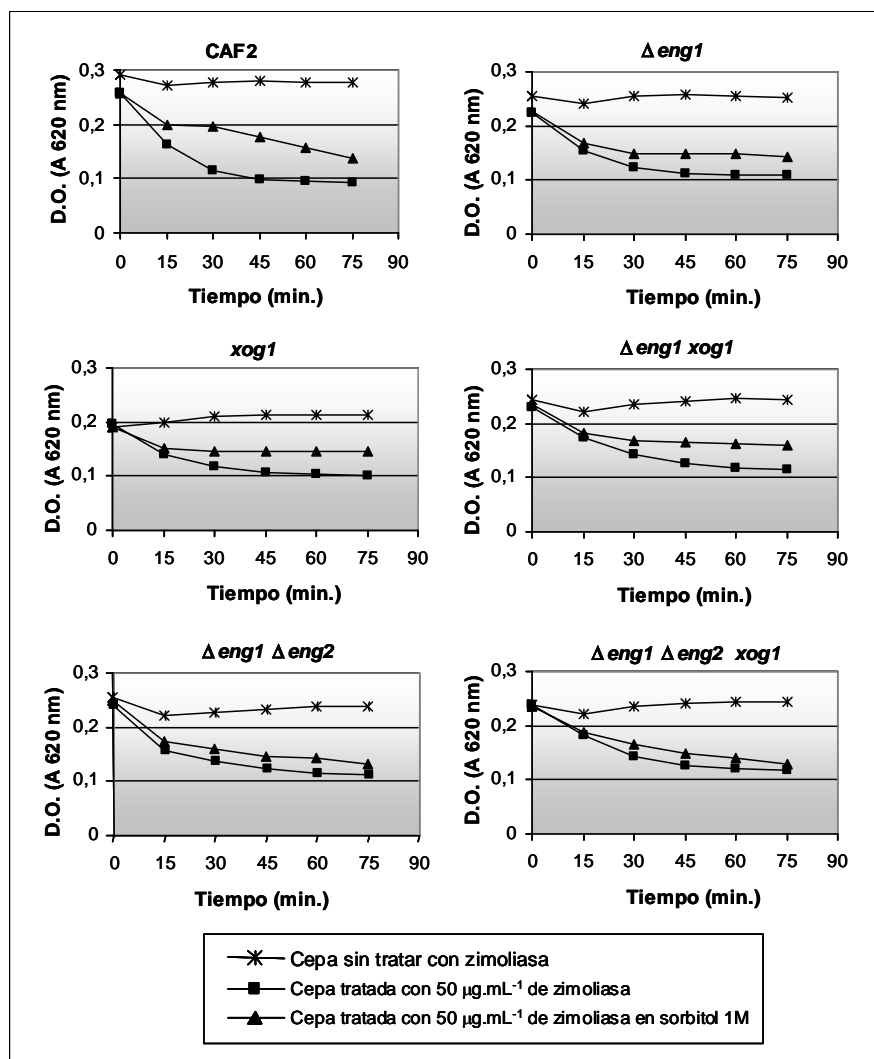 CAF2
0,3
0,2
0,1
0
D.O. (A 620 nm)
0 15 30 45 60 75 90
Tiempo (min.)
Δ eng1
0,3
0,2
0,1
0
D.O. (A 620 nm)
0 15 30 45 60 75 90
Tiempo (min.)
xog1
0,3
0,2
0,1
0
D.O. (A 620 nm)
0 15 30 45 60 75 90
Tiempo (min.)
Δ eng1 xog1
0,3
0,2
0,1
0
D.O. (A 620 nm)
0 15 30 45 60 75 90
Tiempo (min.)
Δ eng1 Δ eng2
0,3
0,2
0,1
0
D.O. (A 620 nm)
0 15 30 45 60 75 90
Tiempo (min.)
Δ eng1 Δ eng2 xog1
0,3
0,2
0,1
0
D.O. (A 620 nm)
0 15 30 45 60 75 90
Tiempo (min.)
Cepa sin tratar con zimoliasa
Cepa tratada con 50 μg.mL⁻¹ de zimoliasa
Cepa tratada con 50 μg.mL⁻¹ de zimoliasa en sorbitol 1M